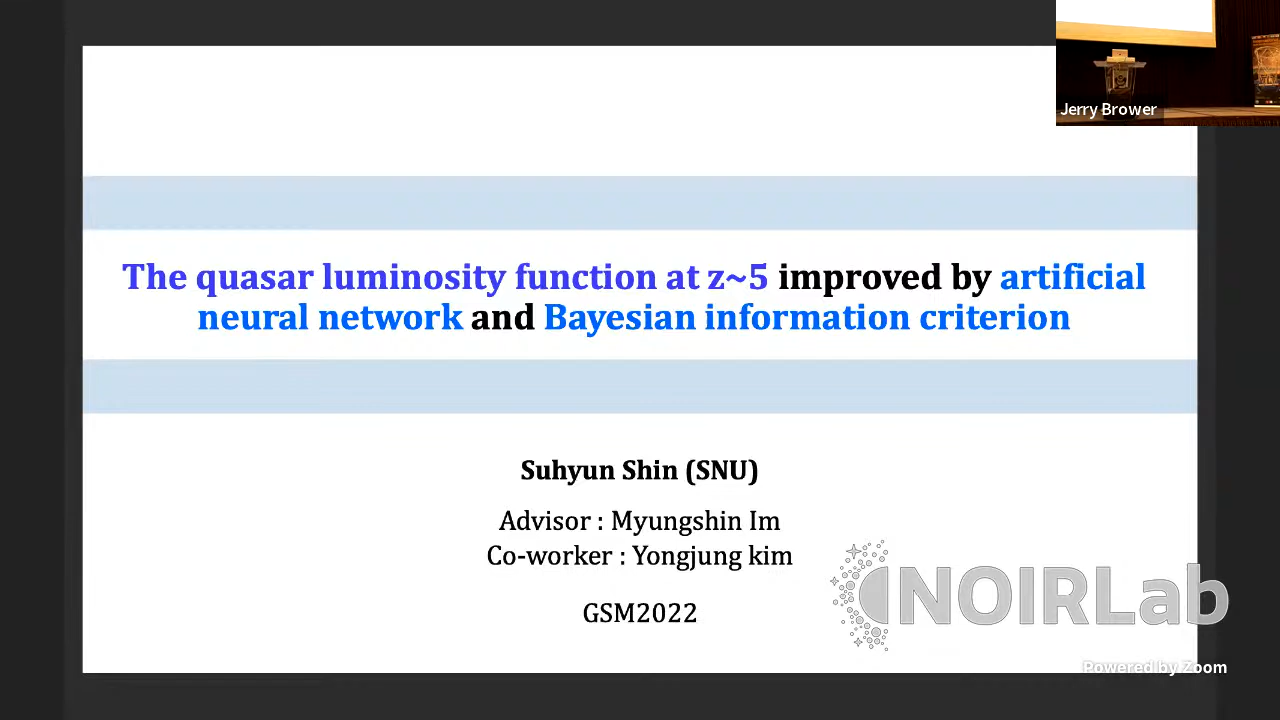 Jerry Brower
The quasar luminosity function at z~5 improved by artificial
neural network and Bayesian information criterion
Suhyun Shin (SNU)
Advisor : Myungshin Im
Co-worker : Yongjung kim
GSM2022
NOIRLab
Powered by Zoom